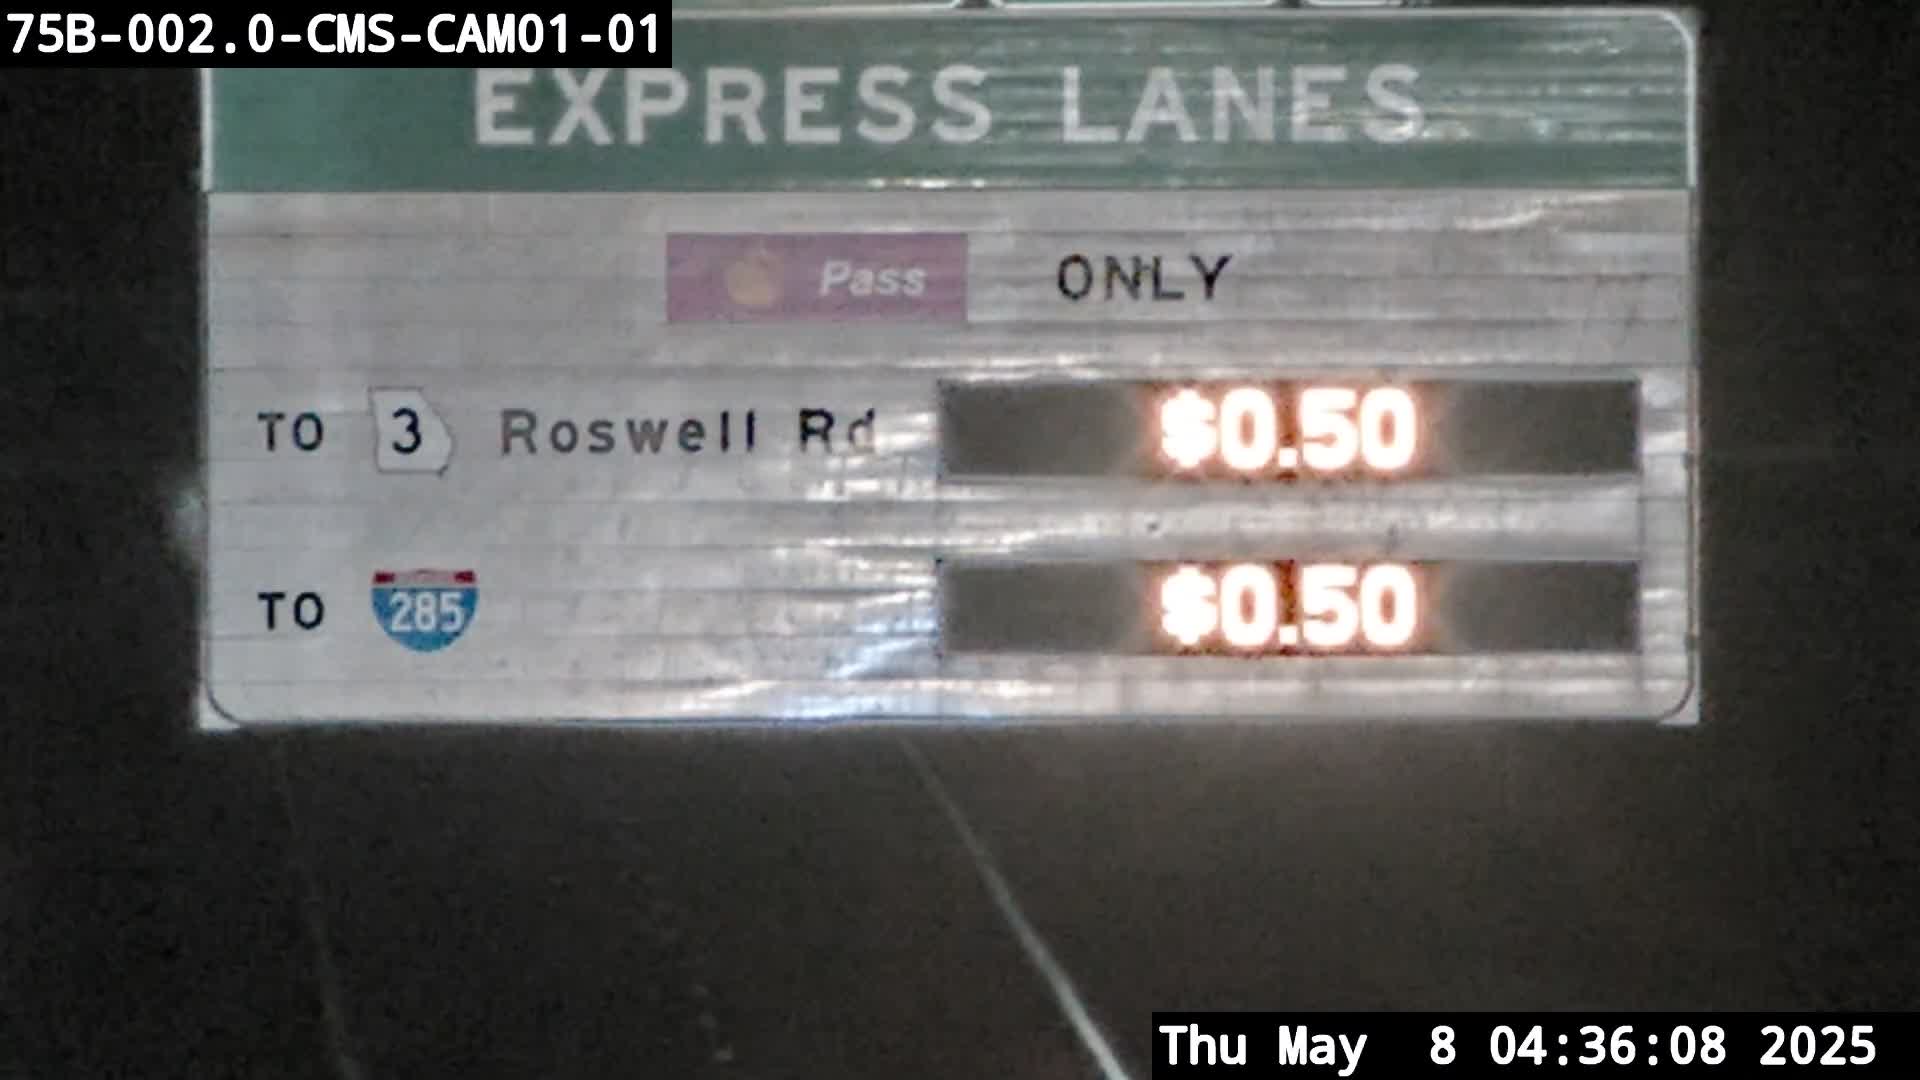 75B-002.0-CMS-CAM01-01
EXPRESS LANES
Pass ONLY
TO 3 Roswell Rd $0.50
TO 285 $0.50
Thu May 8 04:36:08 2025